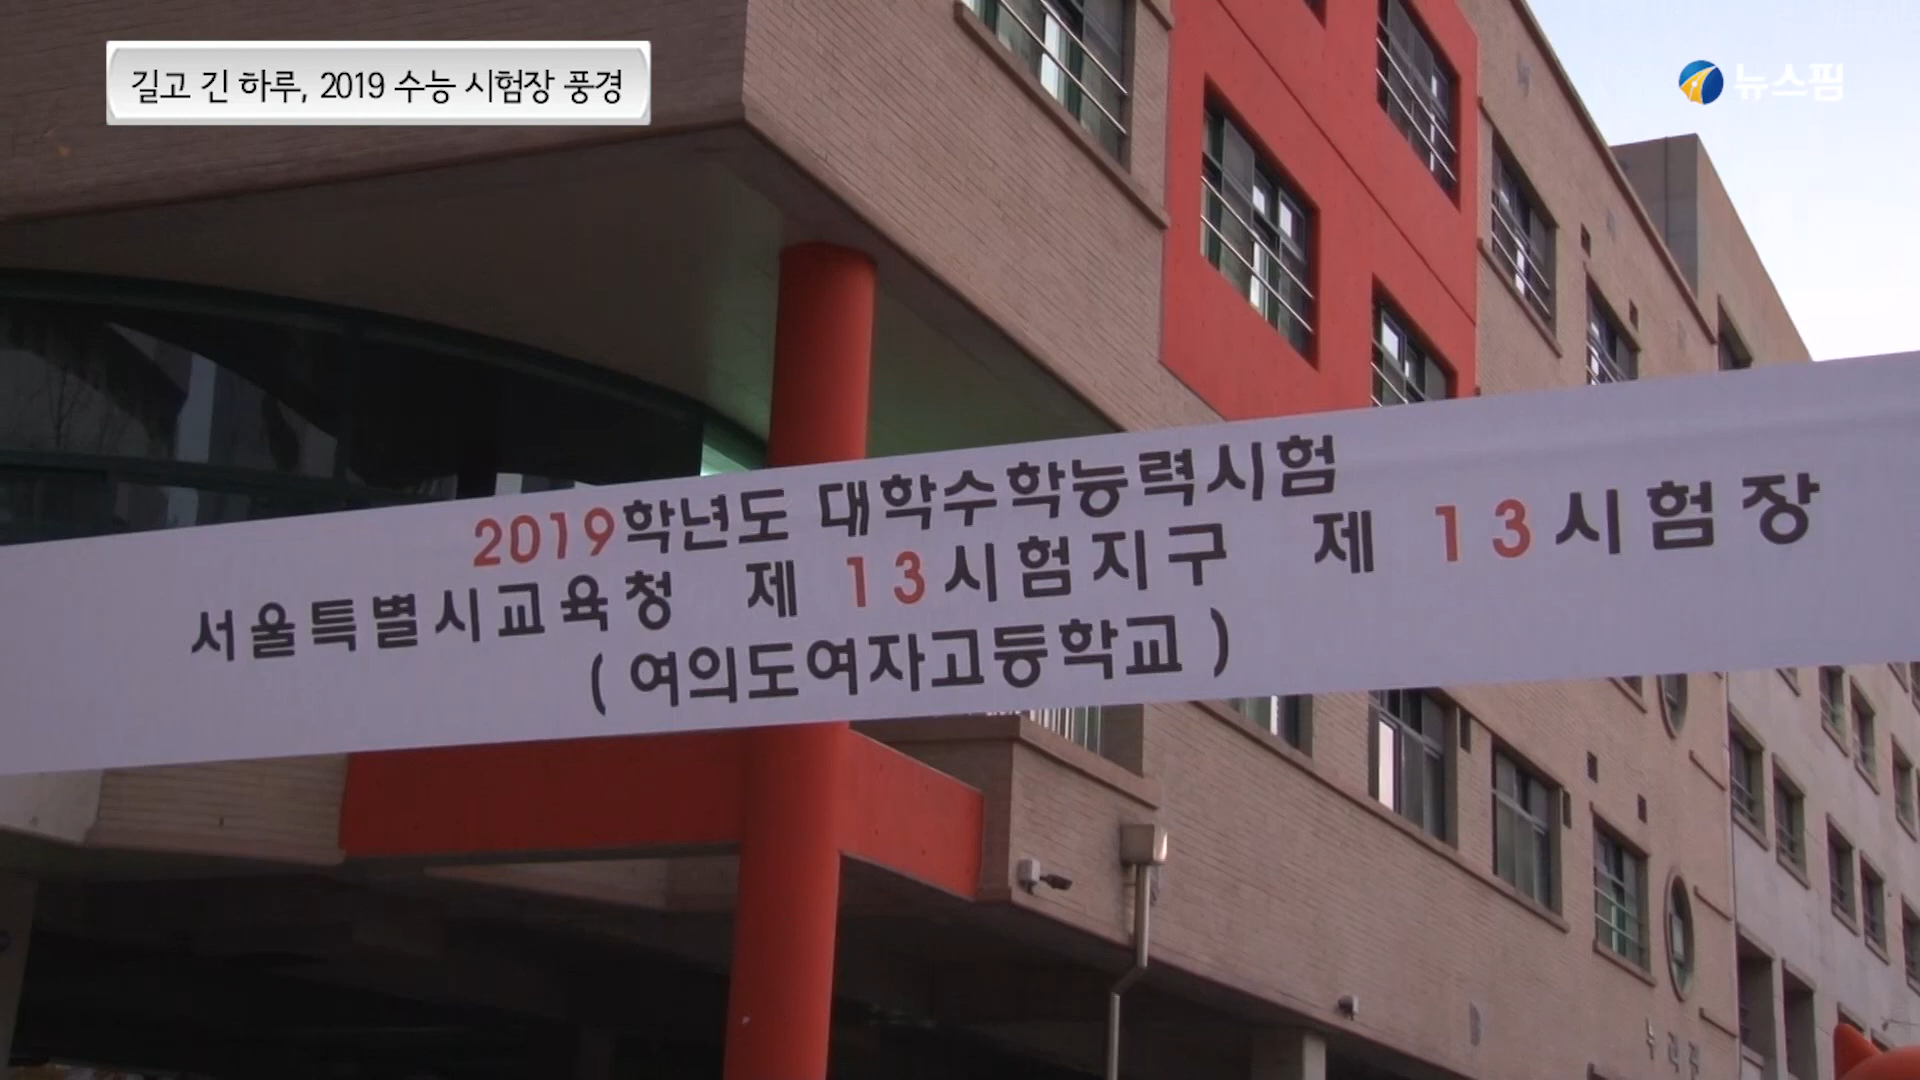 길고 긴 하루, 2019 수능 시험장 풍경
뉴스핌
2019학년도 대학수학능력시험
서울특별시교육청 제 13시험지구 제 13시험장
(여의도여자고등학교)